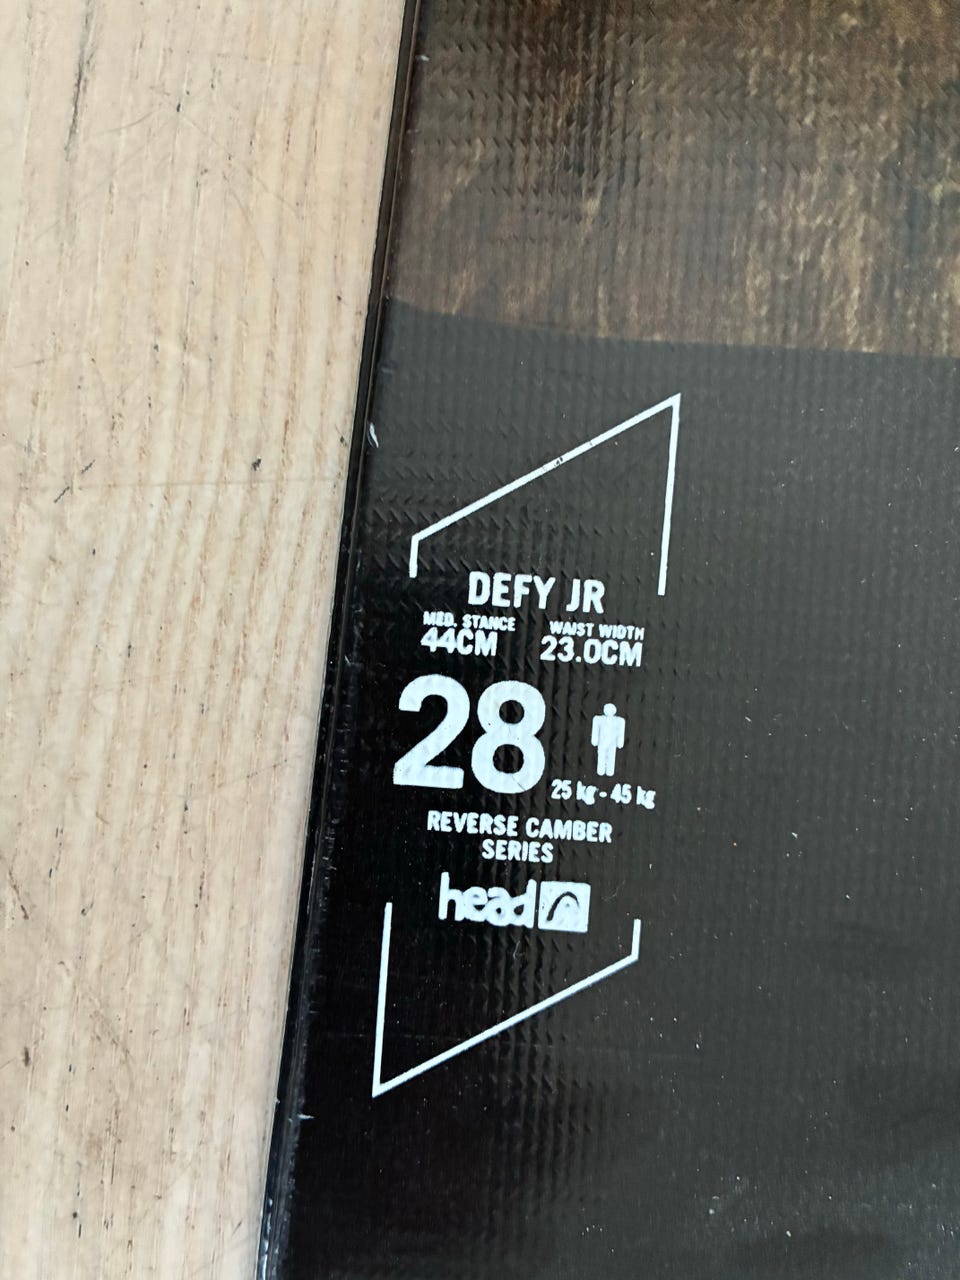 DEFY JR
MED. STANCE WAIST WIDTH
44CM 23.0CM
28
25 kg - 45 kg
REVERSE CAMBER
SERIES
head